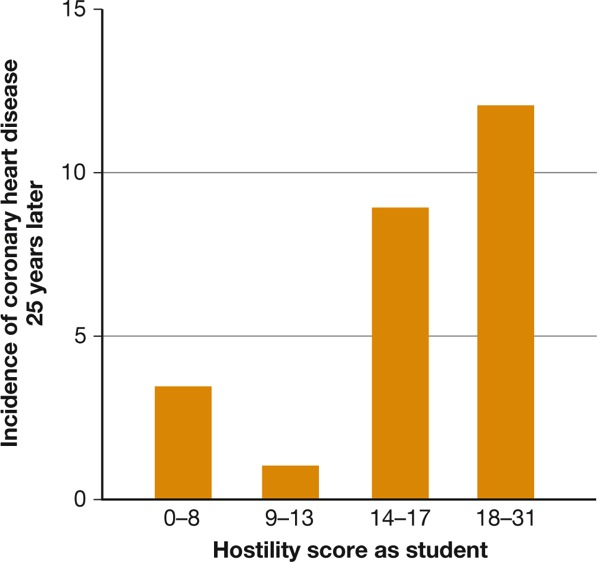 Incidence of coronary heart disease
25 years later
15
10
5
0
0–8 9–13 14–17 18–31
Hostility score as student